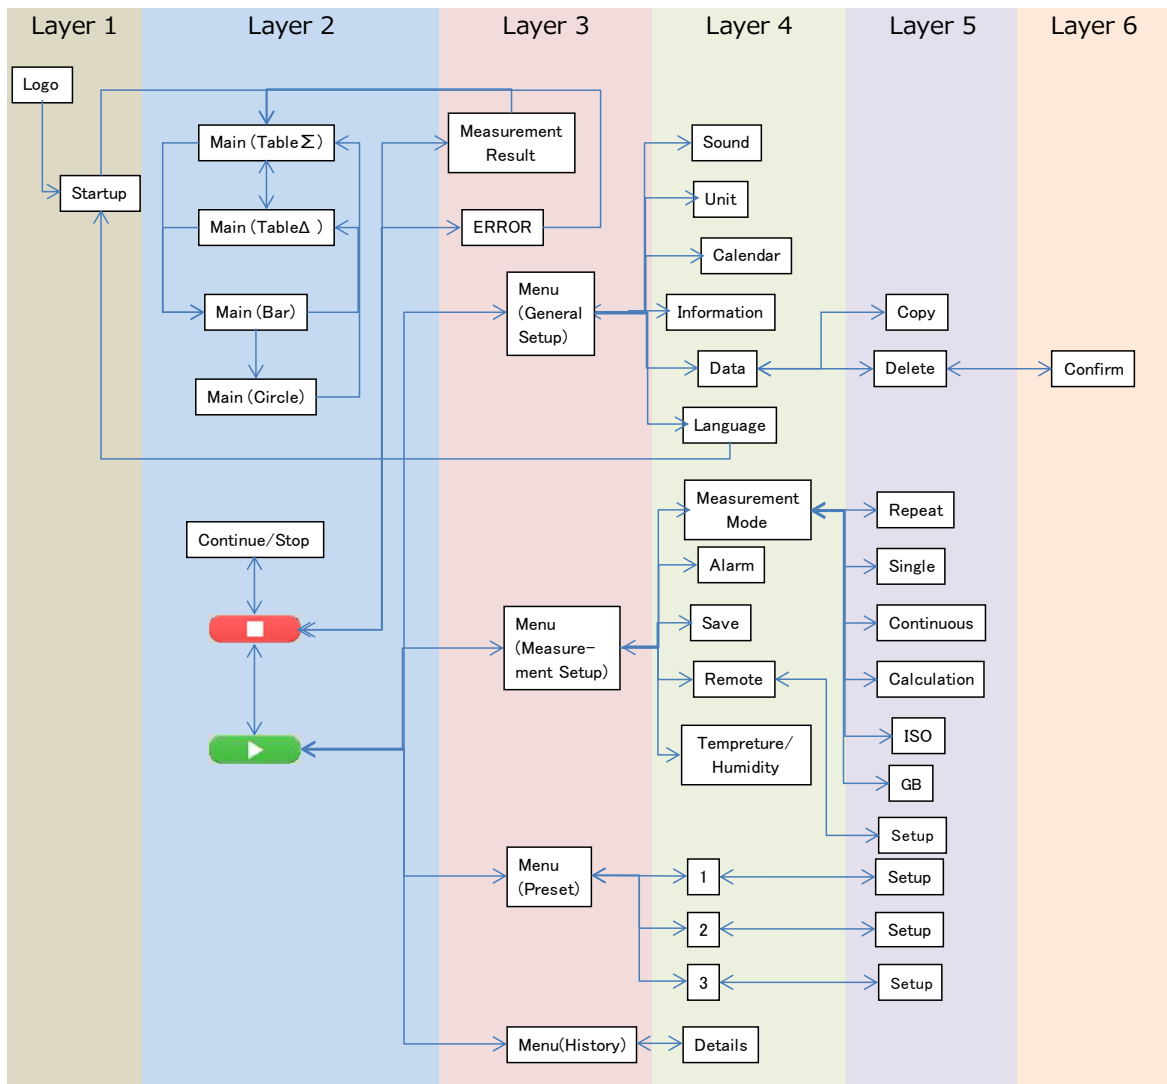 Layer 1
Layer 2
Layer 3
Layer 4
Layer 5
Layer 6
Logo
Startup
Main (TableΣ)
Main (TableΔ )
Main (Bar)
Main (Circle)
Continue/Stop
Measurement
Result
ERROR
Menu
(General
Setup)
Menu
(Measure-
ment Setup)
Menu
(Preset)
Menu(History)
Sound
Unit
Calendar
Information
Data
Language
Measurement
Mode
Alarm
Save
Remote
Tempreture/
Humidity
1
2
3
Details
Copy
Delete
Repeat
Single
Continuous
Calculation
ISO
GB
Setup
Setup
Setup
Setup
Confirm